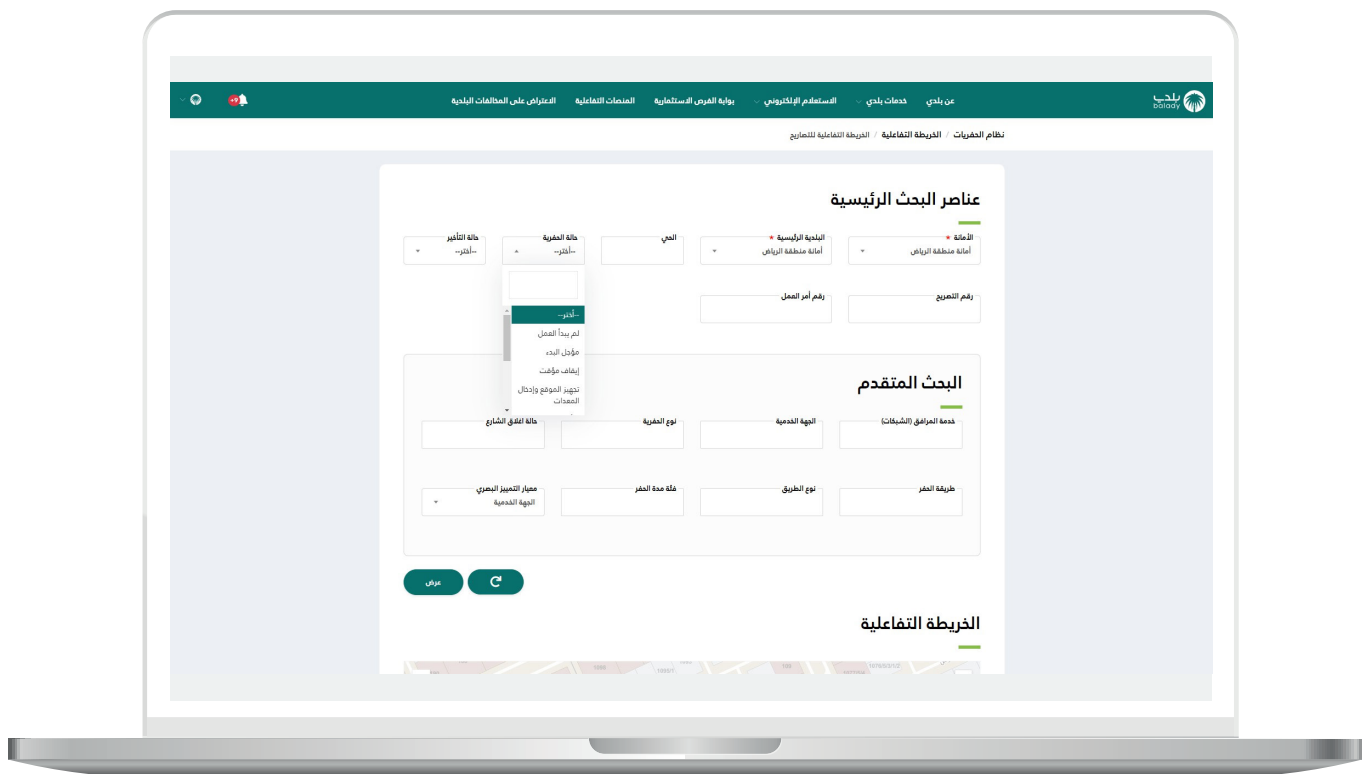 بلدي
balady
عن بلدي
خدمات بلدي
الاستعلام الإلكتروني
بوابة الفرص الاستثمارية
المنصات التفاعلية
الاعتراض على المخالفات البلدية
+9
نظام الحفريات / الخريطة التفاعلية / الخريطة التفاعلية للتصاريح
عناصر البحث الرئيسية
الأمانة *
أمانة منطقة الرياض
البلدية الرئيسية *
أمانة منطقة الرياض
الحي
حالة الحفرية
--أختر--
حالة التأخير
--أختر--
--أختر--
لم يبدأ العمل
مؤجل البدء
إيقاف مؤقت
تجهيز الموقع وإدخال
المعدات
رقم التصريح
رقم أمر العمل
البحث المتقدم
خدمة المرافق (الشبكات)
الجهة الخدمية
نوع الحفرية
حالة اغلاق الشارع
طريقة الحفر
نوع الطريق
فئة مدة الحفر
معيار التمييز البصري
الجهة الخدمية
عرض
الخريطة التفاعلية